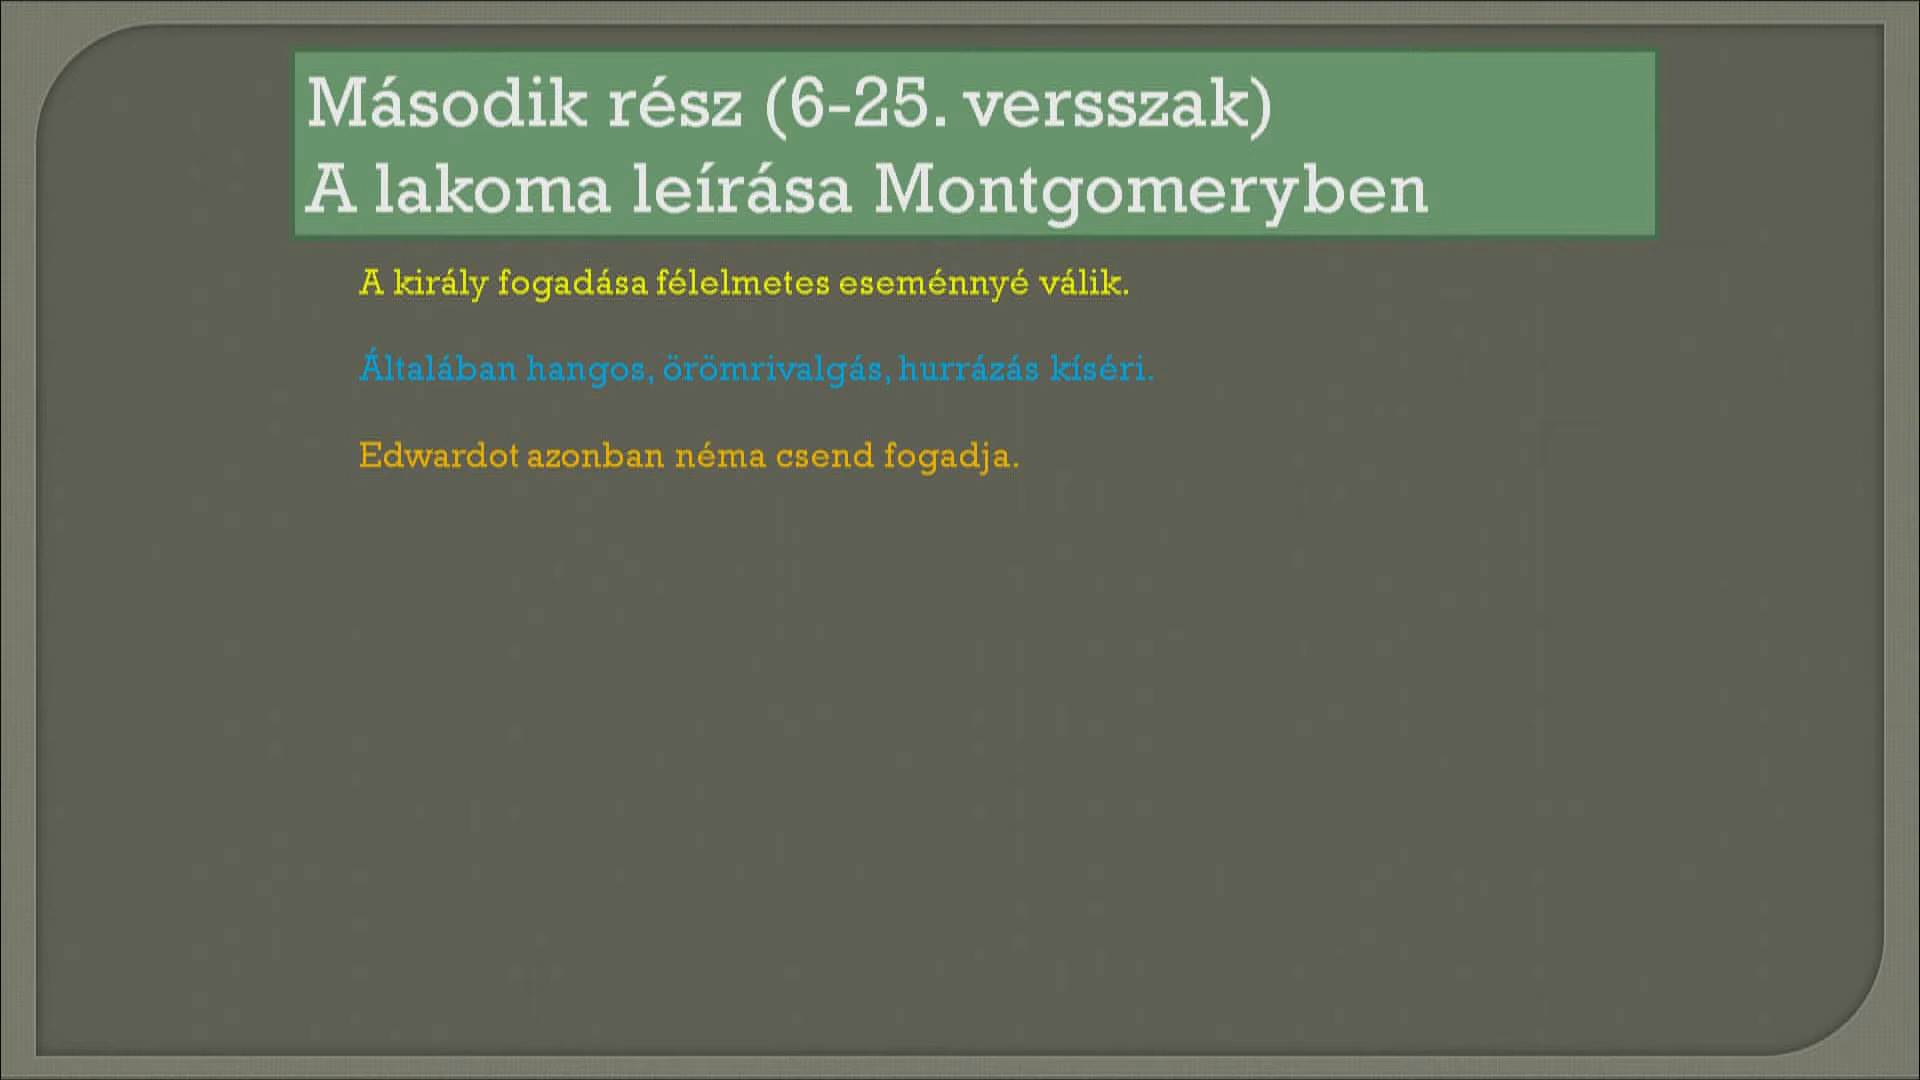 Második rész (6-25. versszak)
A lakoma leírása Montgomeryben
A király fogadása félelmetes eseménnyé válik.
Általában hangos, örömrivalgás, hurrázás kíséri.
Edwardot azonban néma csend fogadja.